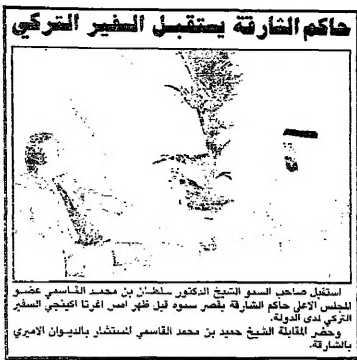 حاكم الشارقة يستقبل السفير التركي
استقبل صاحب السمو الشيخ الدكتور سلطان بن محمد القاسمي عضو
المجلس الاعلى حاكم الشارقة بقصر سموه قبل ظهر امس اكينجي السفير
التركي لدى الدولة.
وحضر المقابلة الشيخ حميد بن محمد القاسمي المستشار بالديوان الاميري
بالشارقة.